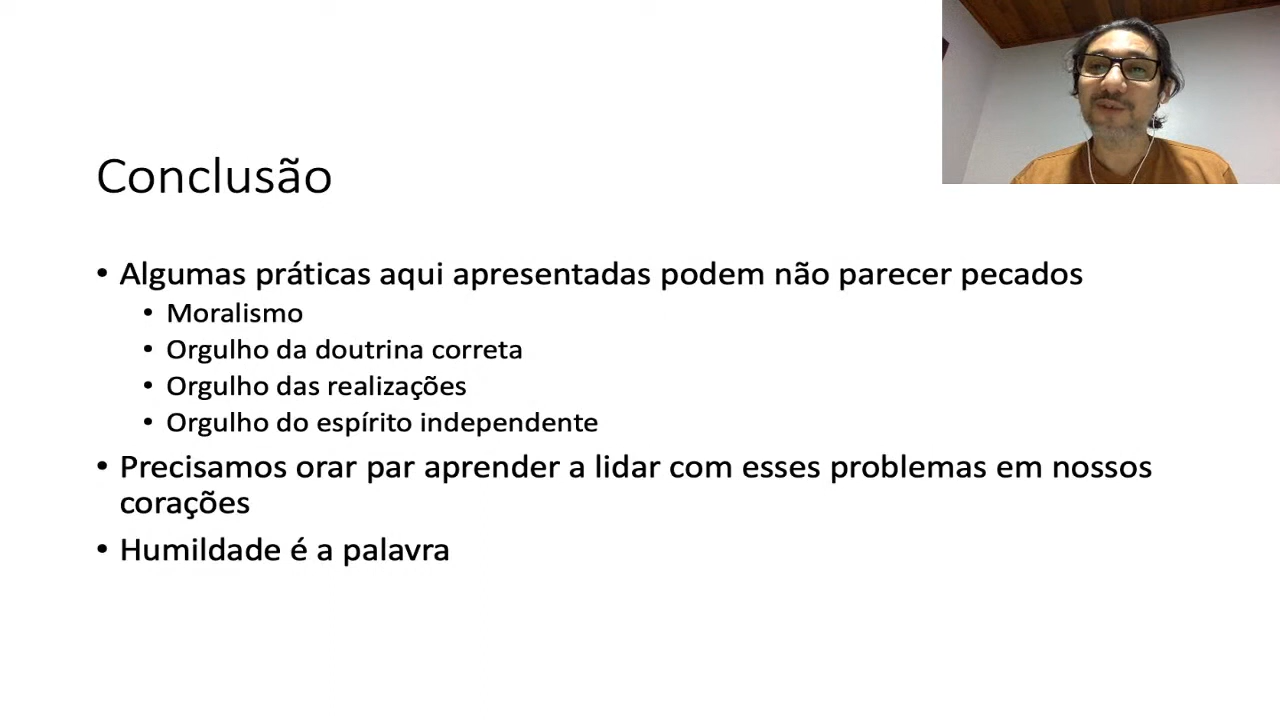 Conclusão
• Algumas práticas aqui apresentadas podem não parecer pecados
• Moralismo
• Orgulho da doutrina correta
• Orgulho das realizações
• Orgulho do espírito independente
• Precisamos orar par aprender a lidar com esses problemas em nossos
corações
• Humildade é a palavra